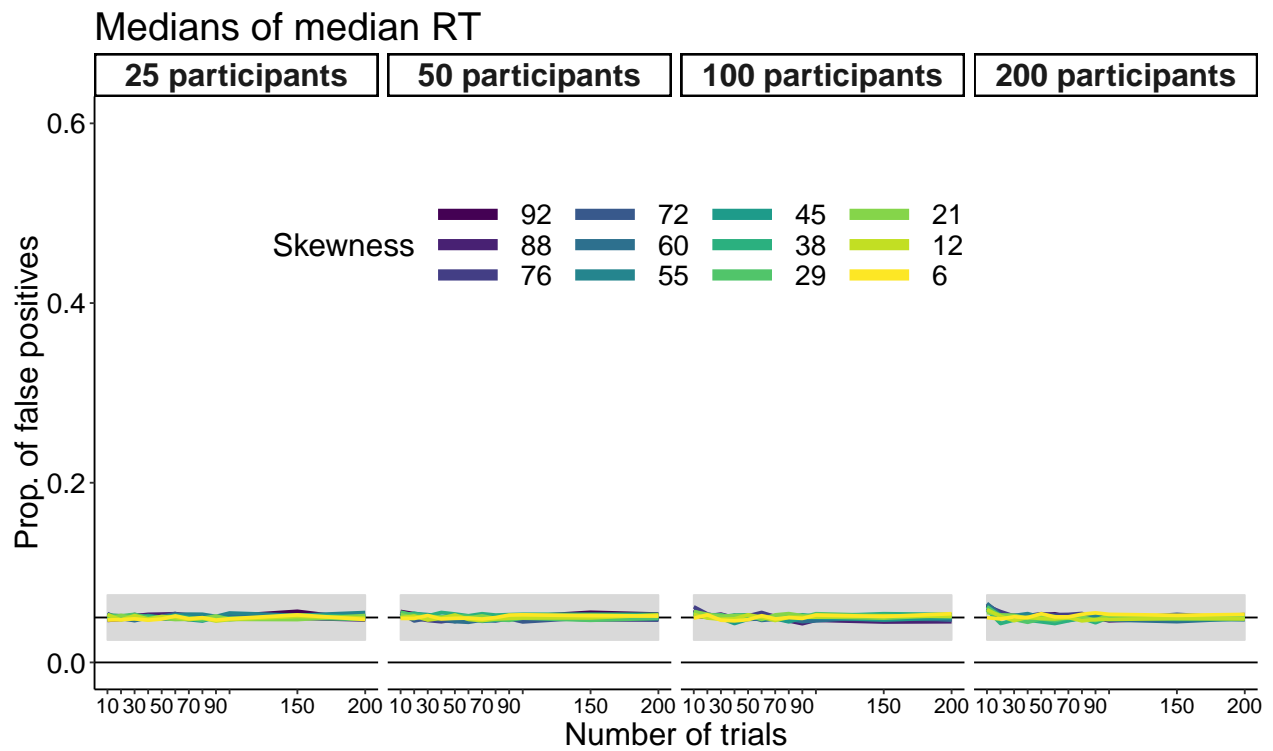 Medians of median RT
25 participants 50 participants 100 participants 200 participants
0.6
0.4
0.2
0.0
Prop. of false positives
Skewness
92 72 45 21
88 60 38 12
76 55 29 6
10 30 50 70 90 150 200 10 30 50 70 90 150 200 10 30 50 70 90 150 200 10 30 50 70 90 150 200
Number of trials